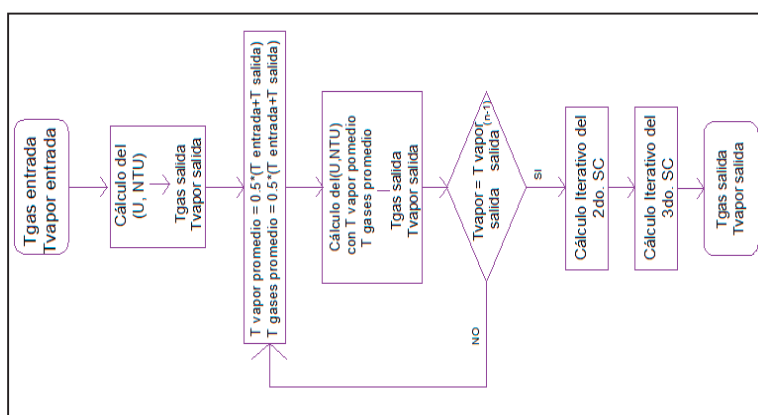 Tgas entrada
Tvapor entrada
Cálculo del
(U, NTU)
Tgas salida
Tvapor salida
T vapor promedio = 0.5*(T entrada+T salida)
T gases promedio = 0.5*(T entrada+T salida)
Cálculo der(U,NTU)
con T vapor pomedio
T gases promedio
Tgas salida
Tvapor salida
Tvapor = T vapor (n-1)
salida salida
SI
NO
Cálculo Iterativo del
2do. SC
Cálculo Iterativo del
3do. SC
Tgas salida
Tvapor salida